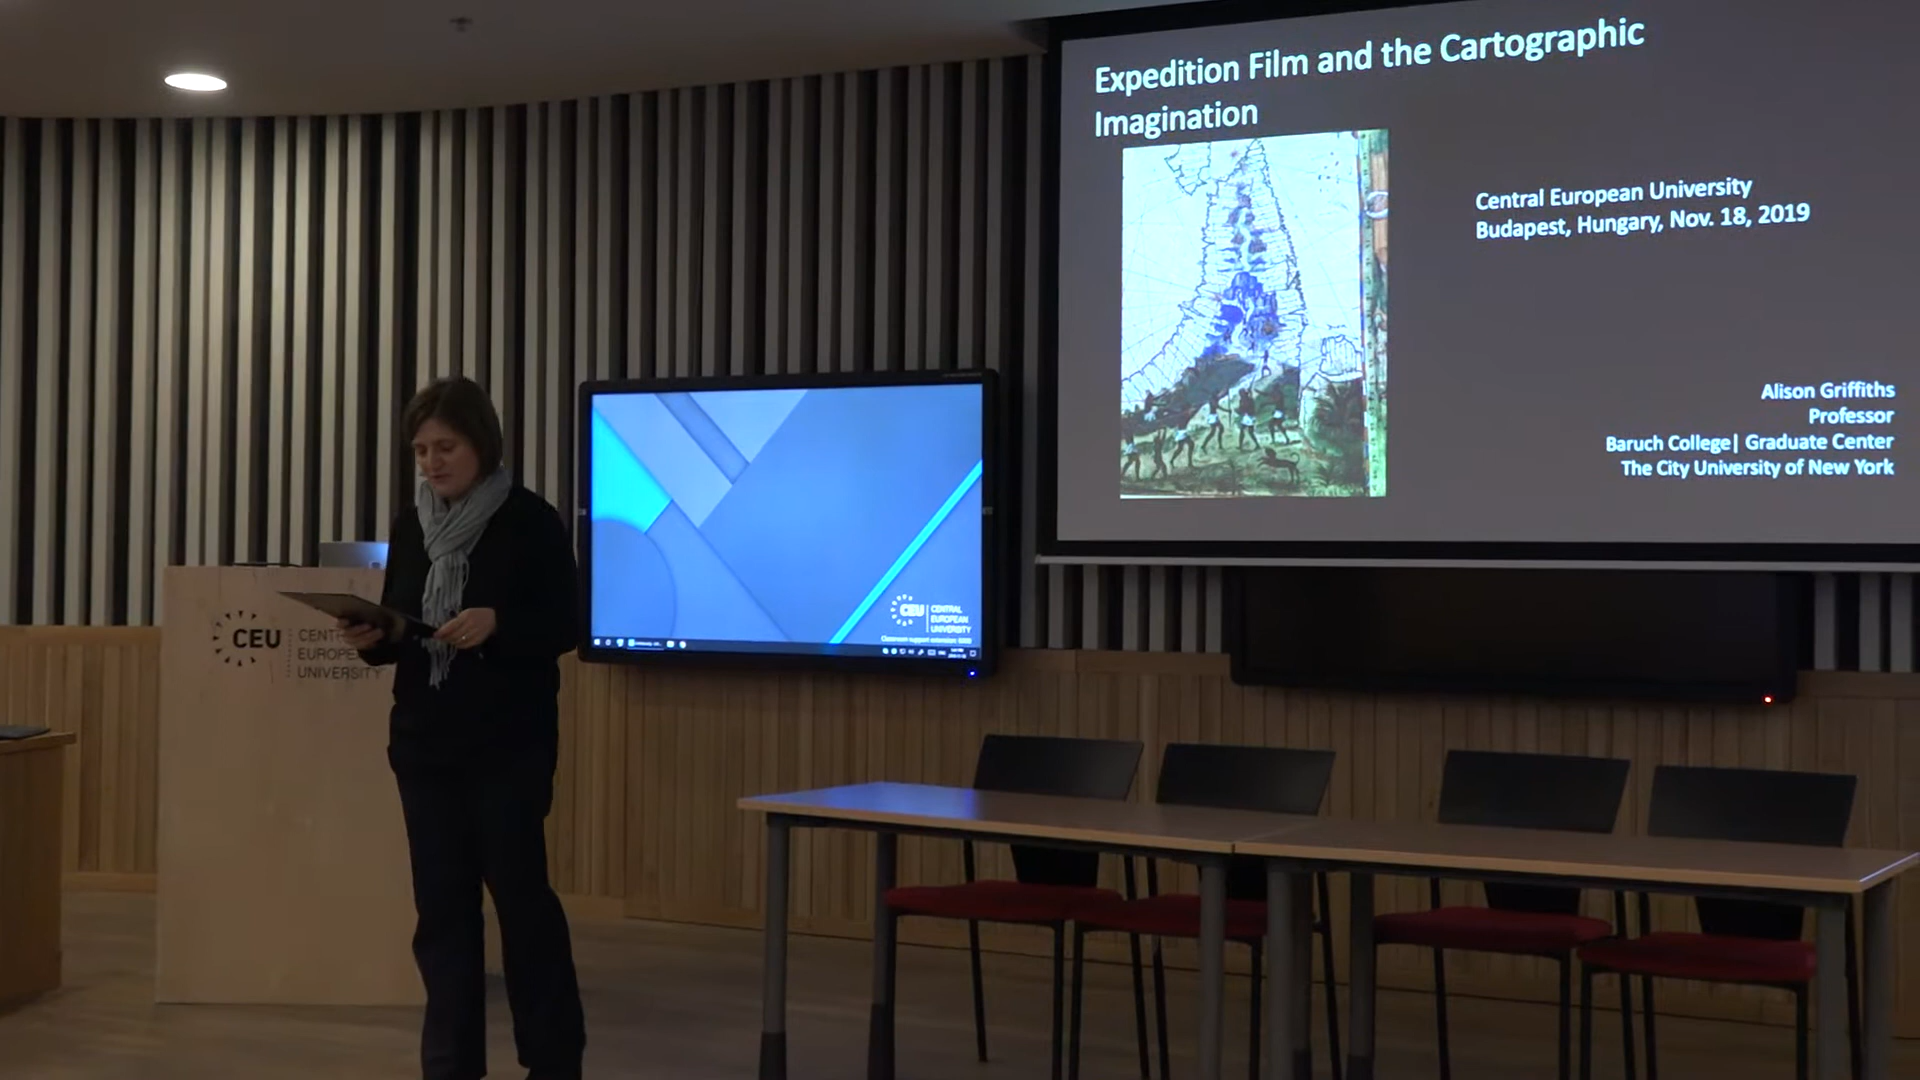 Expedition Film and the Cartographic
Imagination
Central European University
Budapest, Hungary, Nov. 18, 2019
Alison Griffiths
Professor
Baruch College| Graduate Center
The City University of New York
CEU
CENTRAL
EUROPEAN
UNIVERSITY
CEU
EUROPEAN
UNIVERSITY